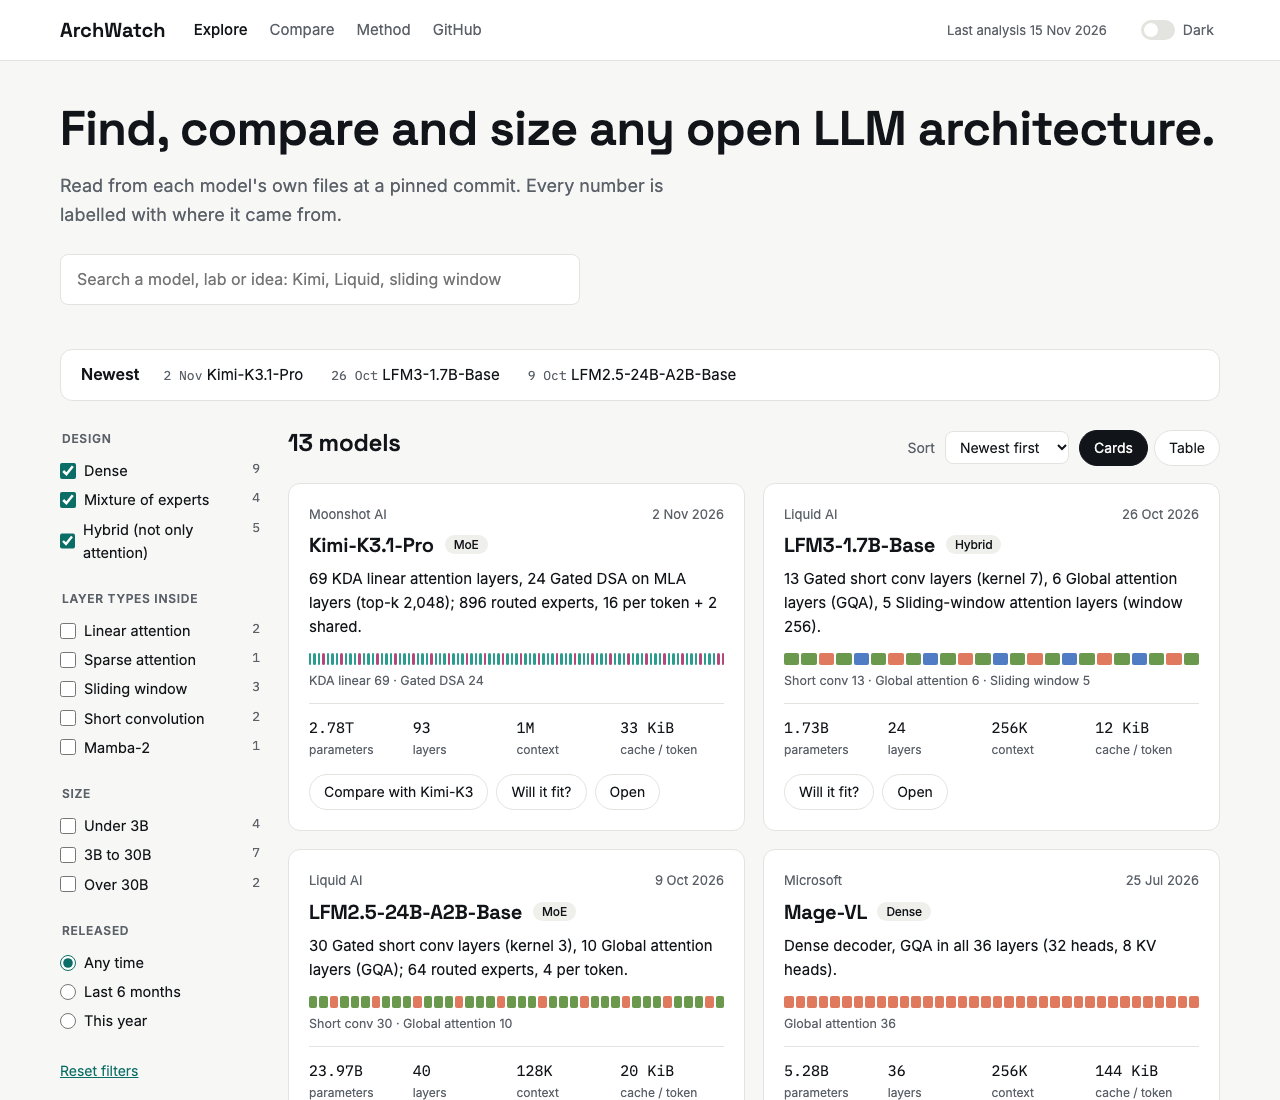 ArchWatch Explore Compare Method GitHub Last analysis 15 Nov 2026 Dark
Find, compare and size any open LLM architecture.
Read from each model's own files at a pinned commit. Every number is
labelled with where it came from.
Search a model, lab or idea: Kimi, Liquid, sliding window
Newest 2 Nov Kimi-K3.1-Pro 26 Oct LFM3-1.7B-Base 9 Oct LFM2.5-24B-A2B-Base
DESIGN
Dense 9
Mixture of experts 4
Hybrid (not only 5
attention)
LAYER TYPES INSIDE
Linear attention 2
Sparse attention 1
Sliding window 3
Short convolution 2
Mamba-2 1
SIZE
Under 3B 4
3B to 30B 7
Over 30B 2
RELEASED
Any time
Last 6 months
This year
Reset filters
13 models
Sort Newest first Cards Table
Moonshot AI 2 Nov 2026
Kimi-K3.1-Pro MoE
69 KDA linear attention layers, 24 Gated DSA on MLA
layers (top-k 2,048); 896 routed experts, 16 per token + 2
shared.
KDA linear 69 · Gated DSA 24
2.78T 93 1M 33 KiB
parameters layers context cache / token
Compare with Kimi-K3 Will it fit? Open
Liquid AI 26 Oct 2026
LFM3-1.7B-Base Hybrid
13 Gated short conv layers (kernel 7), 6 Global attention
layers (GQA), 5 Sliding-window attention layers (window
256).
Short conv 13 · Global attention 6 · Sliding window 5
1.73B 24 256K 12 KiB
parameters layers context cache / token
Will it fit? Open
Liquid AI 9 Oct 2026
LFM2.5-24B-A2B-Base MoE
30 Gated short conv layers (kernel 3), 10 Global attention
layers (GQA); 64 routed experts, 4 per token.
Short conv 30 · Global attention 10
23.97B 40 128K 20 KiB
parameters layers context cache / token
Microsoft 25 Jul 2026
Mage-VL Dense
Dense decoder, GQA in all 36 layers (32 heads, 8 KV
heads).
Global attention 36
5.28B 36 256K 144 KiB
parameters layers context cache / token